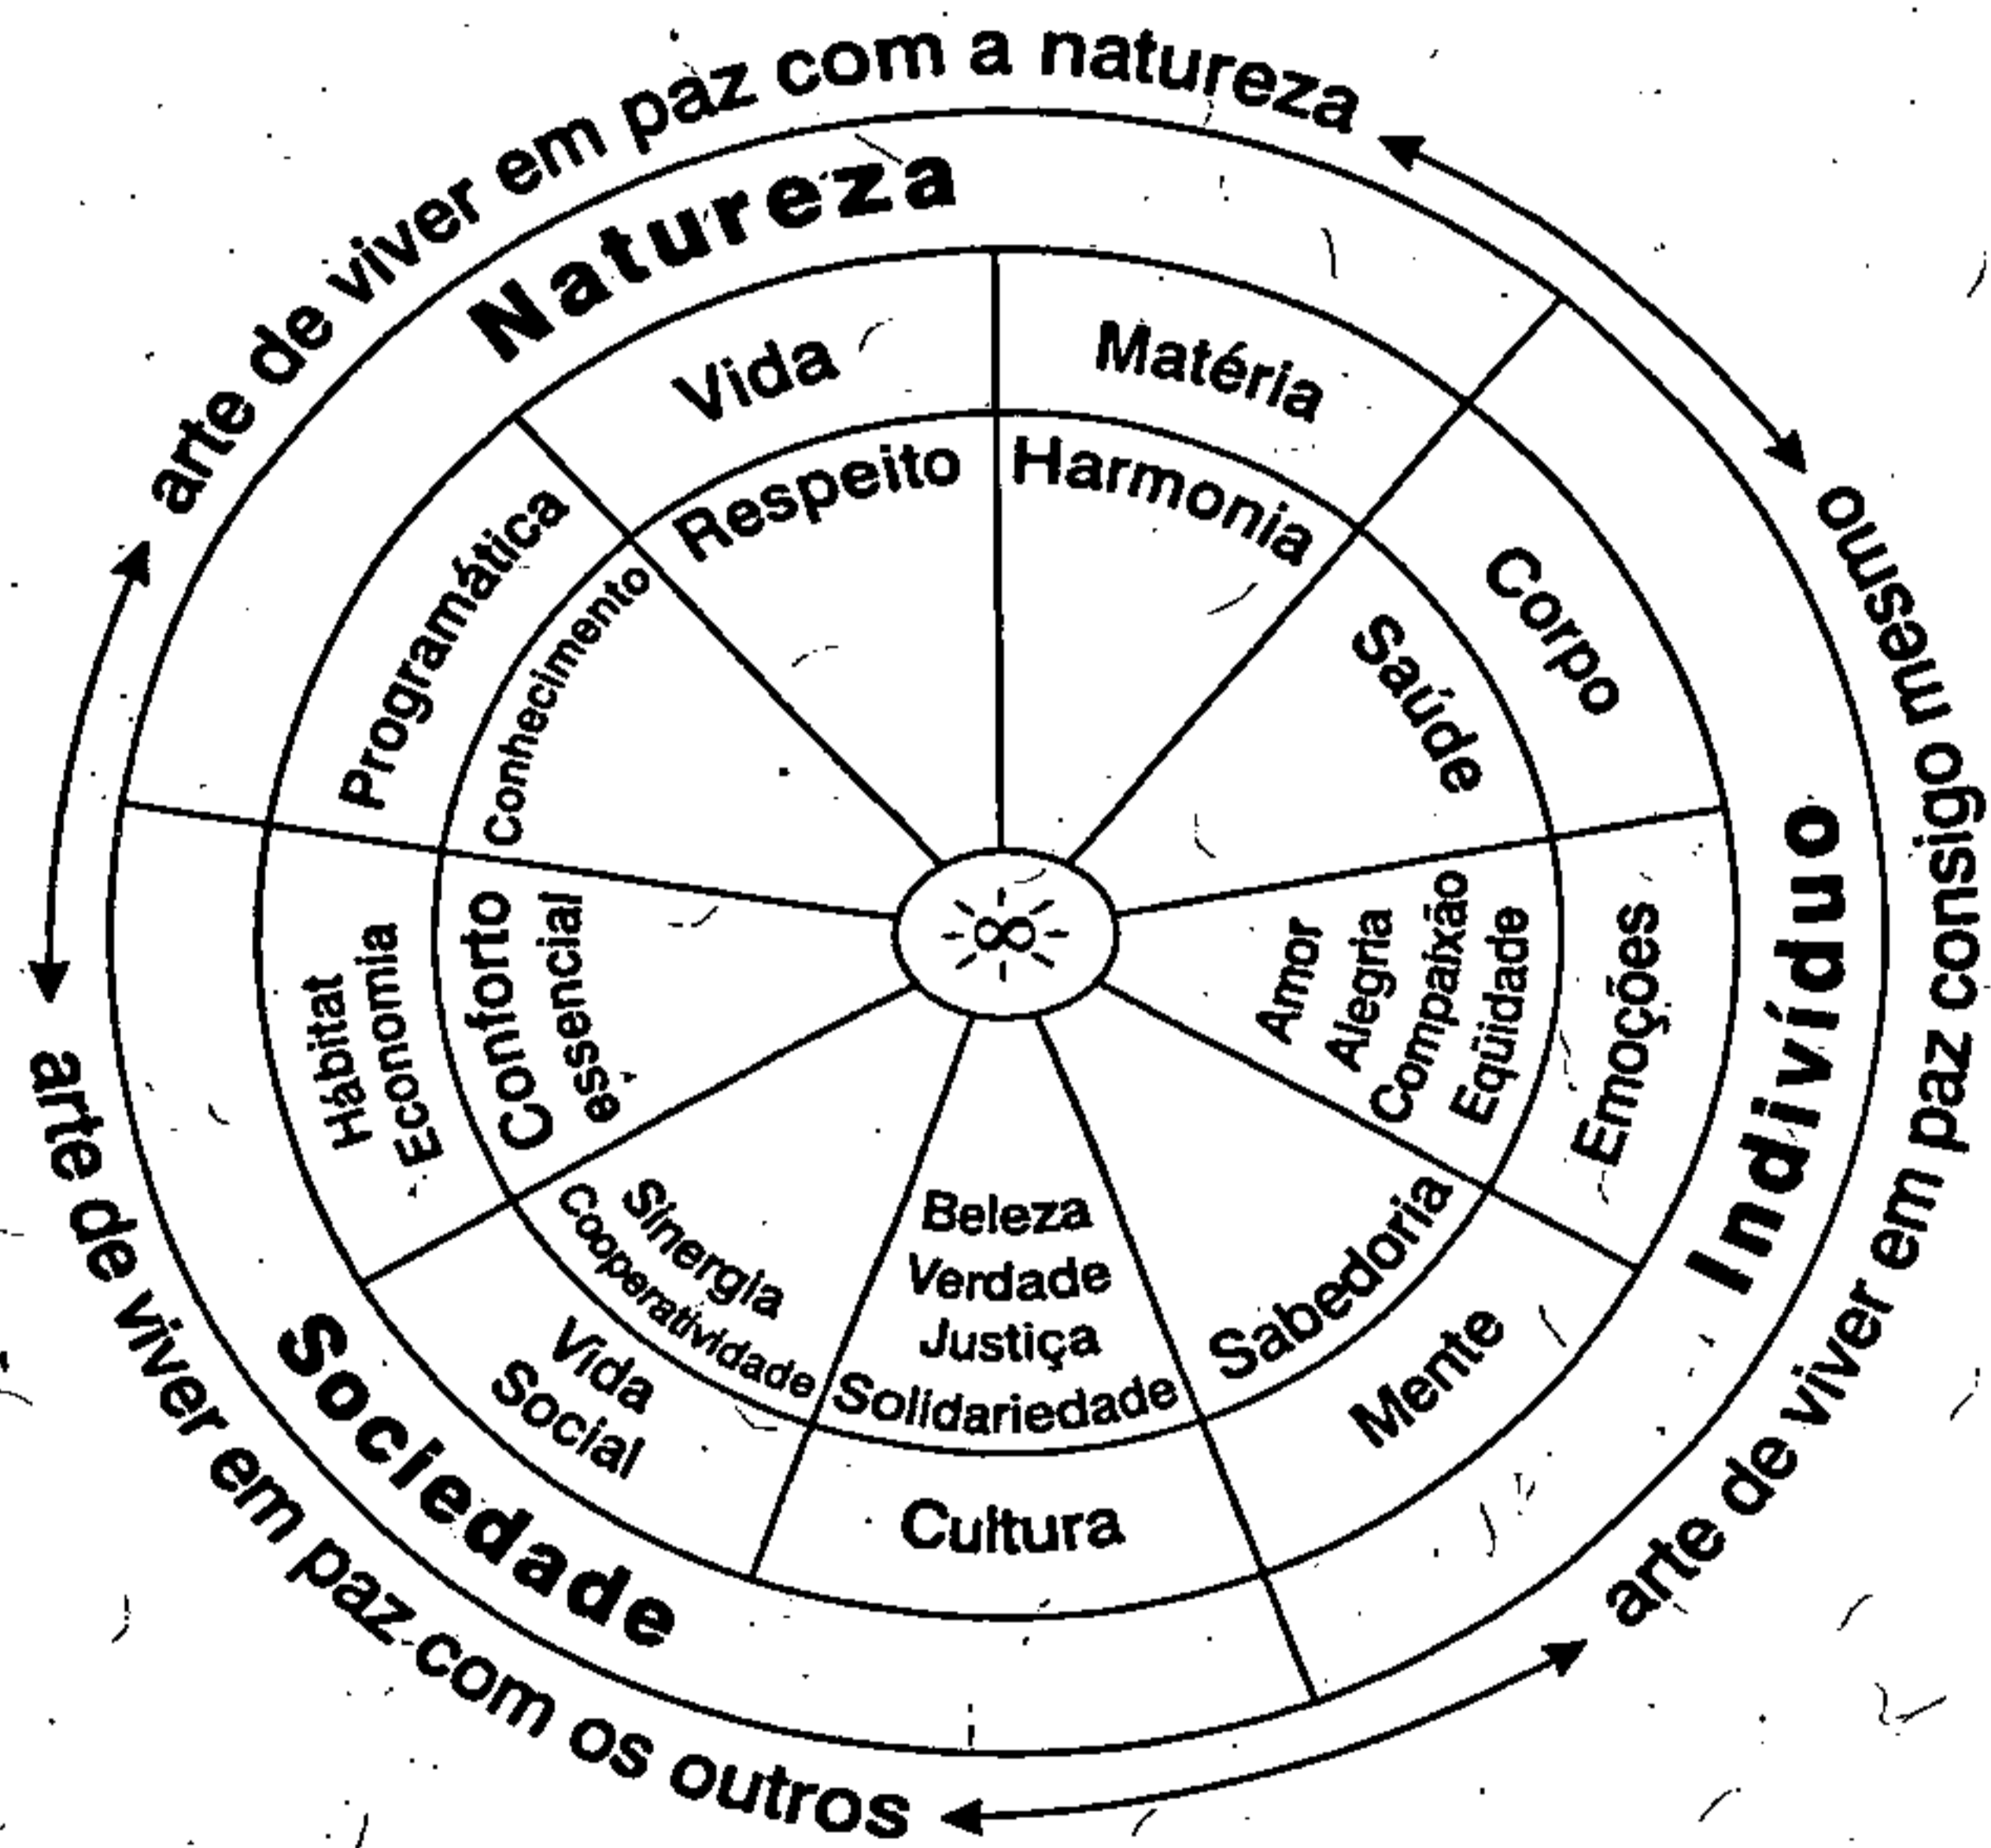 arte de viver em paz com a natureza
arte de viver em paz consigo mesmo
arte de viver em paz com os outros
Natureza
Indivíduo
Sociedade
Vida
Matéria
Corpo
Emoções
Mente
Cultura
Vida
Social
Hábitat
Economia
Programática
Respeito
Harmonia
Saúde
Amor
Alegria
Compaixão
Eqüidade
Sabedoria
Beleza
Verdade
Justiça
Solidariedade
Sinergia
Cooperatividade
Conforto
essencial
Conhecimento
∞